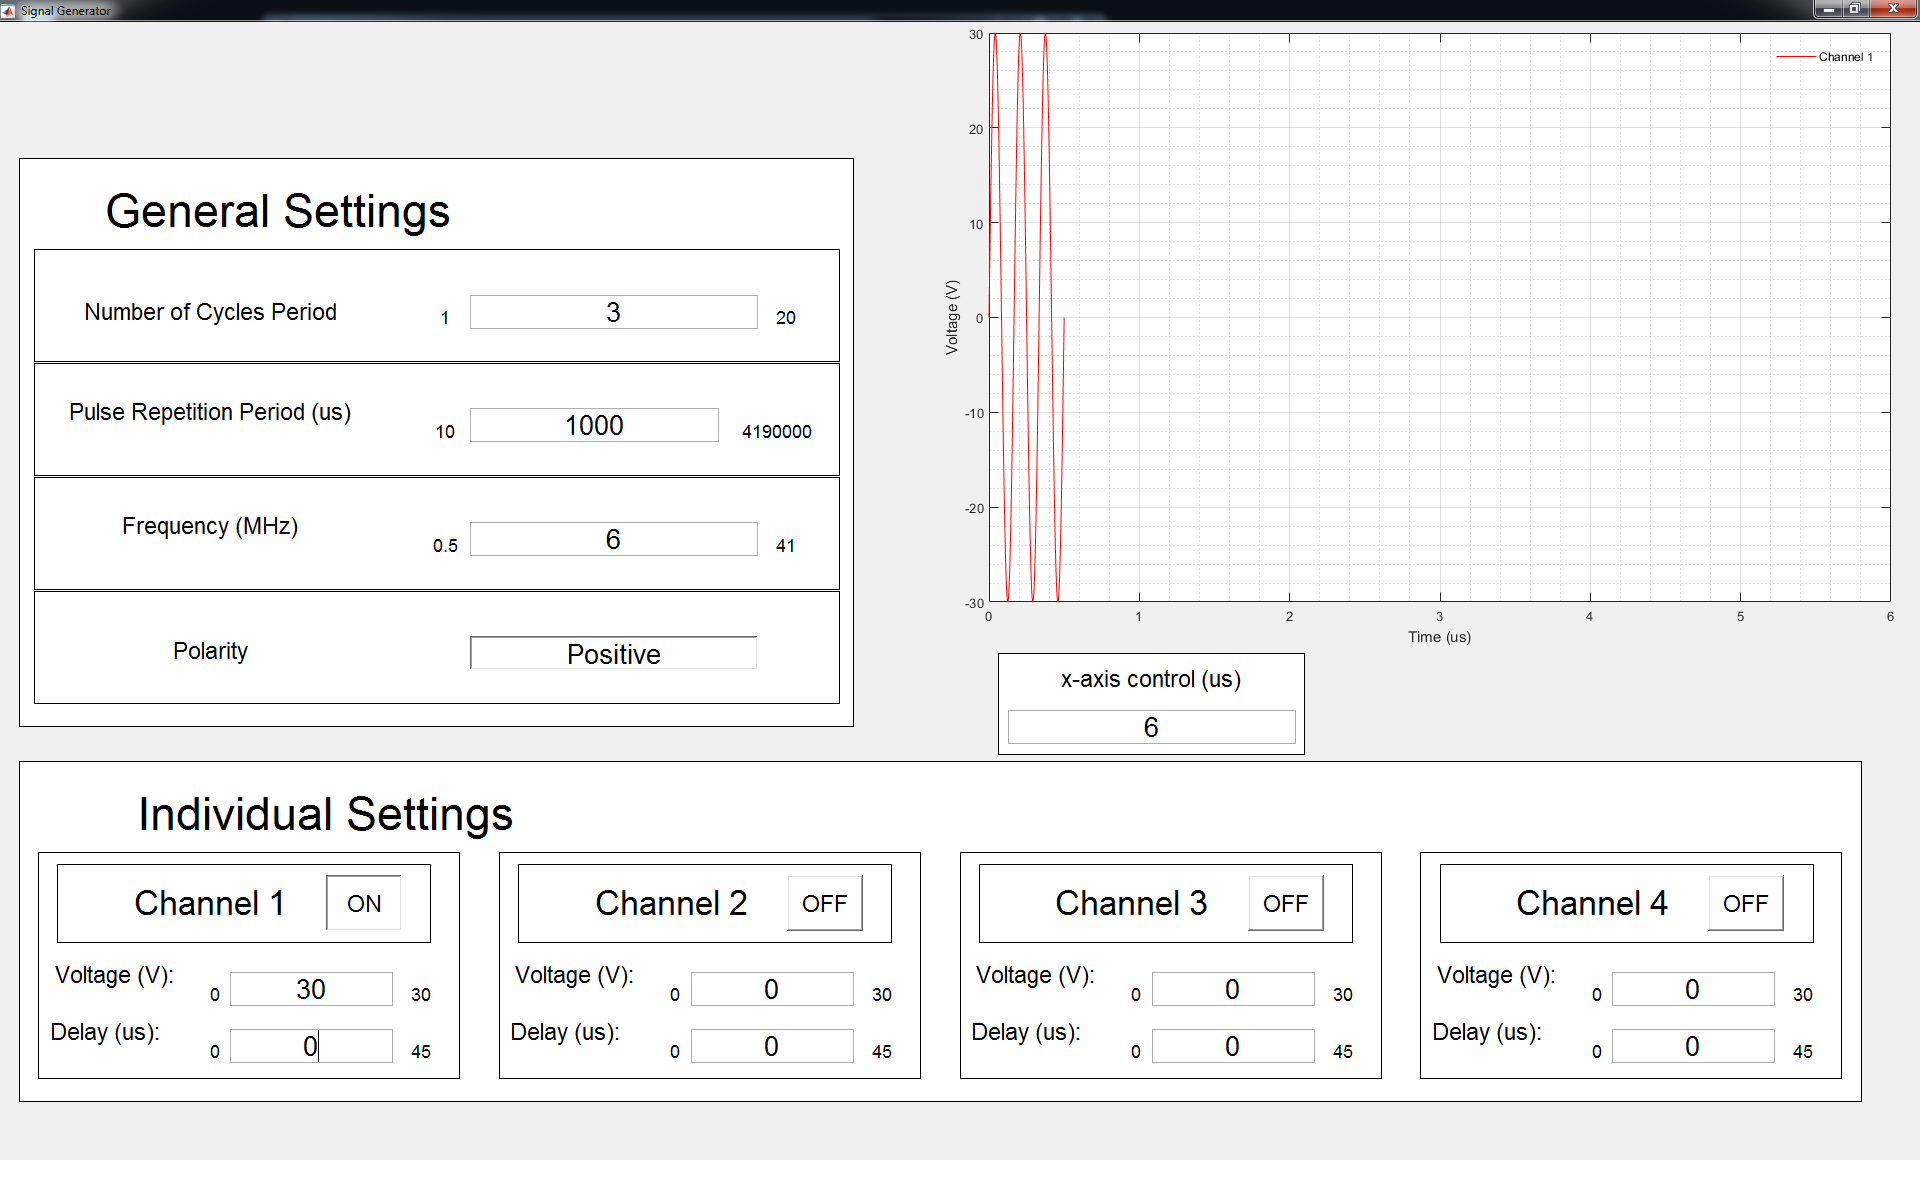 Signal Generator
General Settings
Number of Cycles Period
1
3
20
Pulse Repetition Period (us)
10
1000
4190000
Frequency (MHz)
0.5
6
41
Polarity
Positive
Channel 1
30
20
10
0
-10
-20
-30
Voltage (V)
0 1 2 3 4 5 6
Time (us)
x-axis control (us)
6
Individual Settings
Channel 1 ON
Voltage (V): 0 30 30
Delay (us): 0 0 45
Channel 2 OFF
Voltage (V): 0 0 30
Delay (us): 0 0 45
Channel 3 OFF
Voltage (V): 0 0 30
Delay (us): 0 0 45
Channel 4 OFF
Voltage (V): 0 0 30
Delay (us): 0 0 45